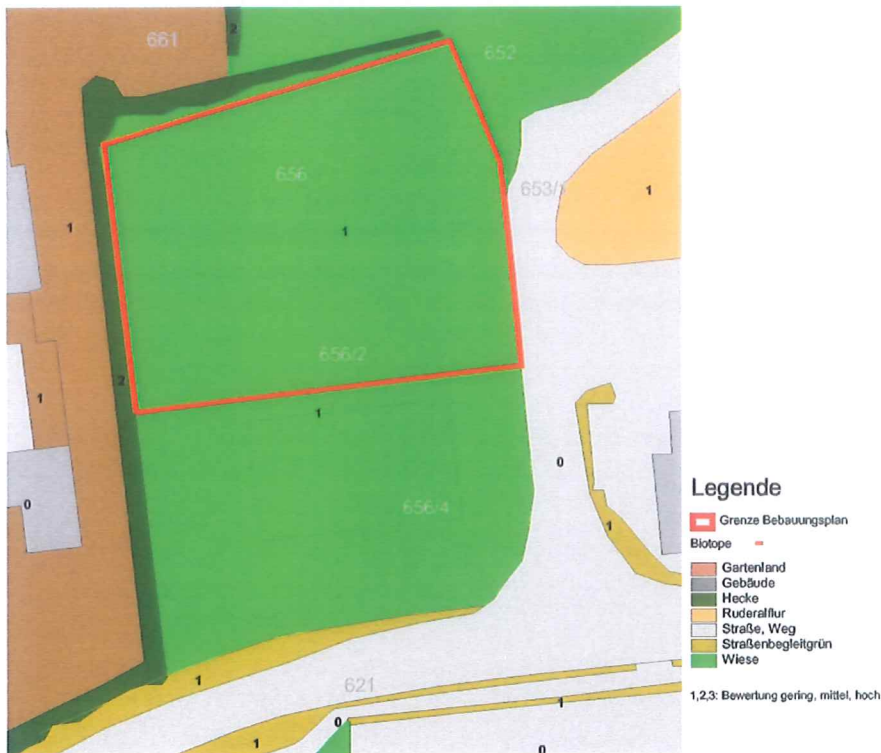 661
2
652
656
653/
1
1
1
656/2
2
1
1
656/4
0
0
1
1
621
1
0
1
0
Legende
Grenze Bebauungsplan
Biotope
Gartenland
Gebäude
Hecke
Ruderalflur
Straße, Weg
Straßenbegleitgrün
Wiese
1,2,3: Bewertung gering, mittel, hoch